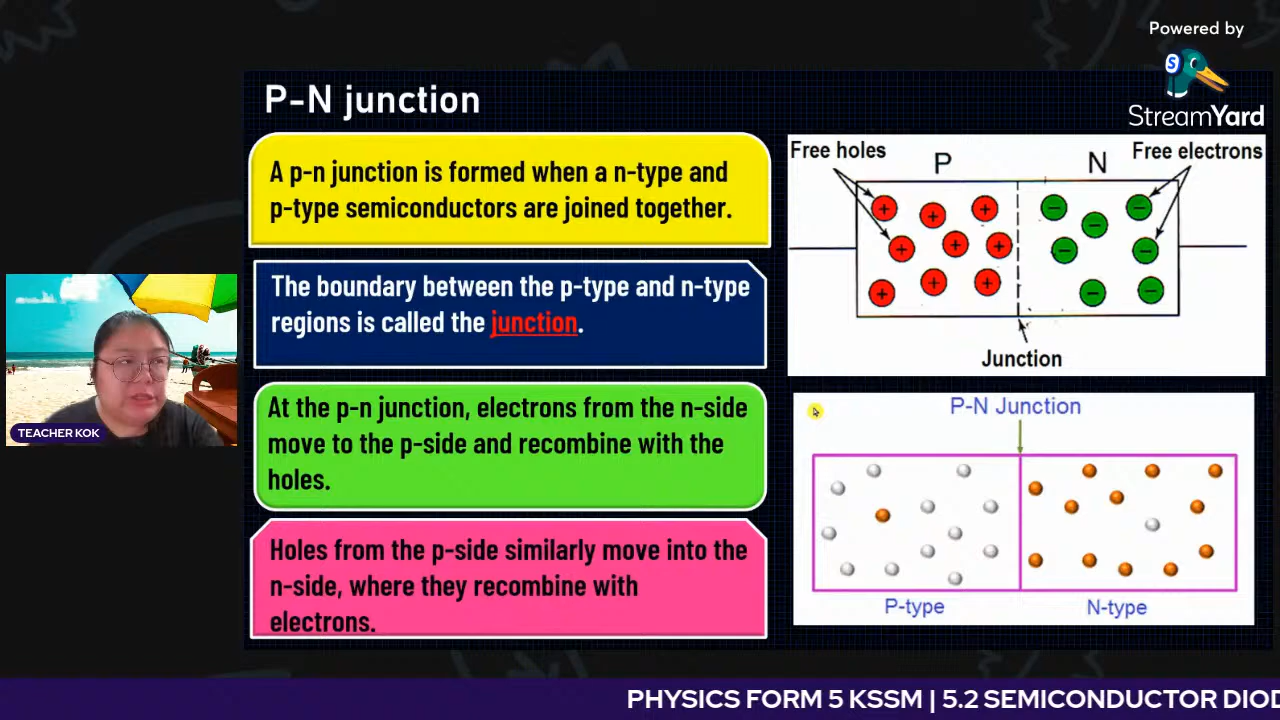 Powered by
S
StreamYard
P-N junction
A p-n junction is formed when a n-type and
p-type semiconductors are joined together.
The boundary between the p-type and n-type
regions is called the junction.
At the p-n junction, electrons from the n-side
move to the p-side and recombine with the
holes.
Holes from the p-side similarly move into the
n-side, where they recombine with
electrons.
Free holes
P
N
Free electrons
Junction
P-N Junction
P-type
N-type
TEACHER KOK
PHYSICS FORM 5 KSSM | 5.2 SEMICONDUCTOR DIOD